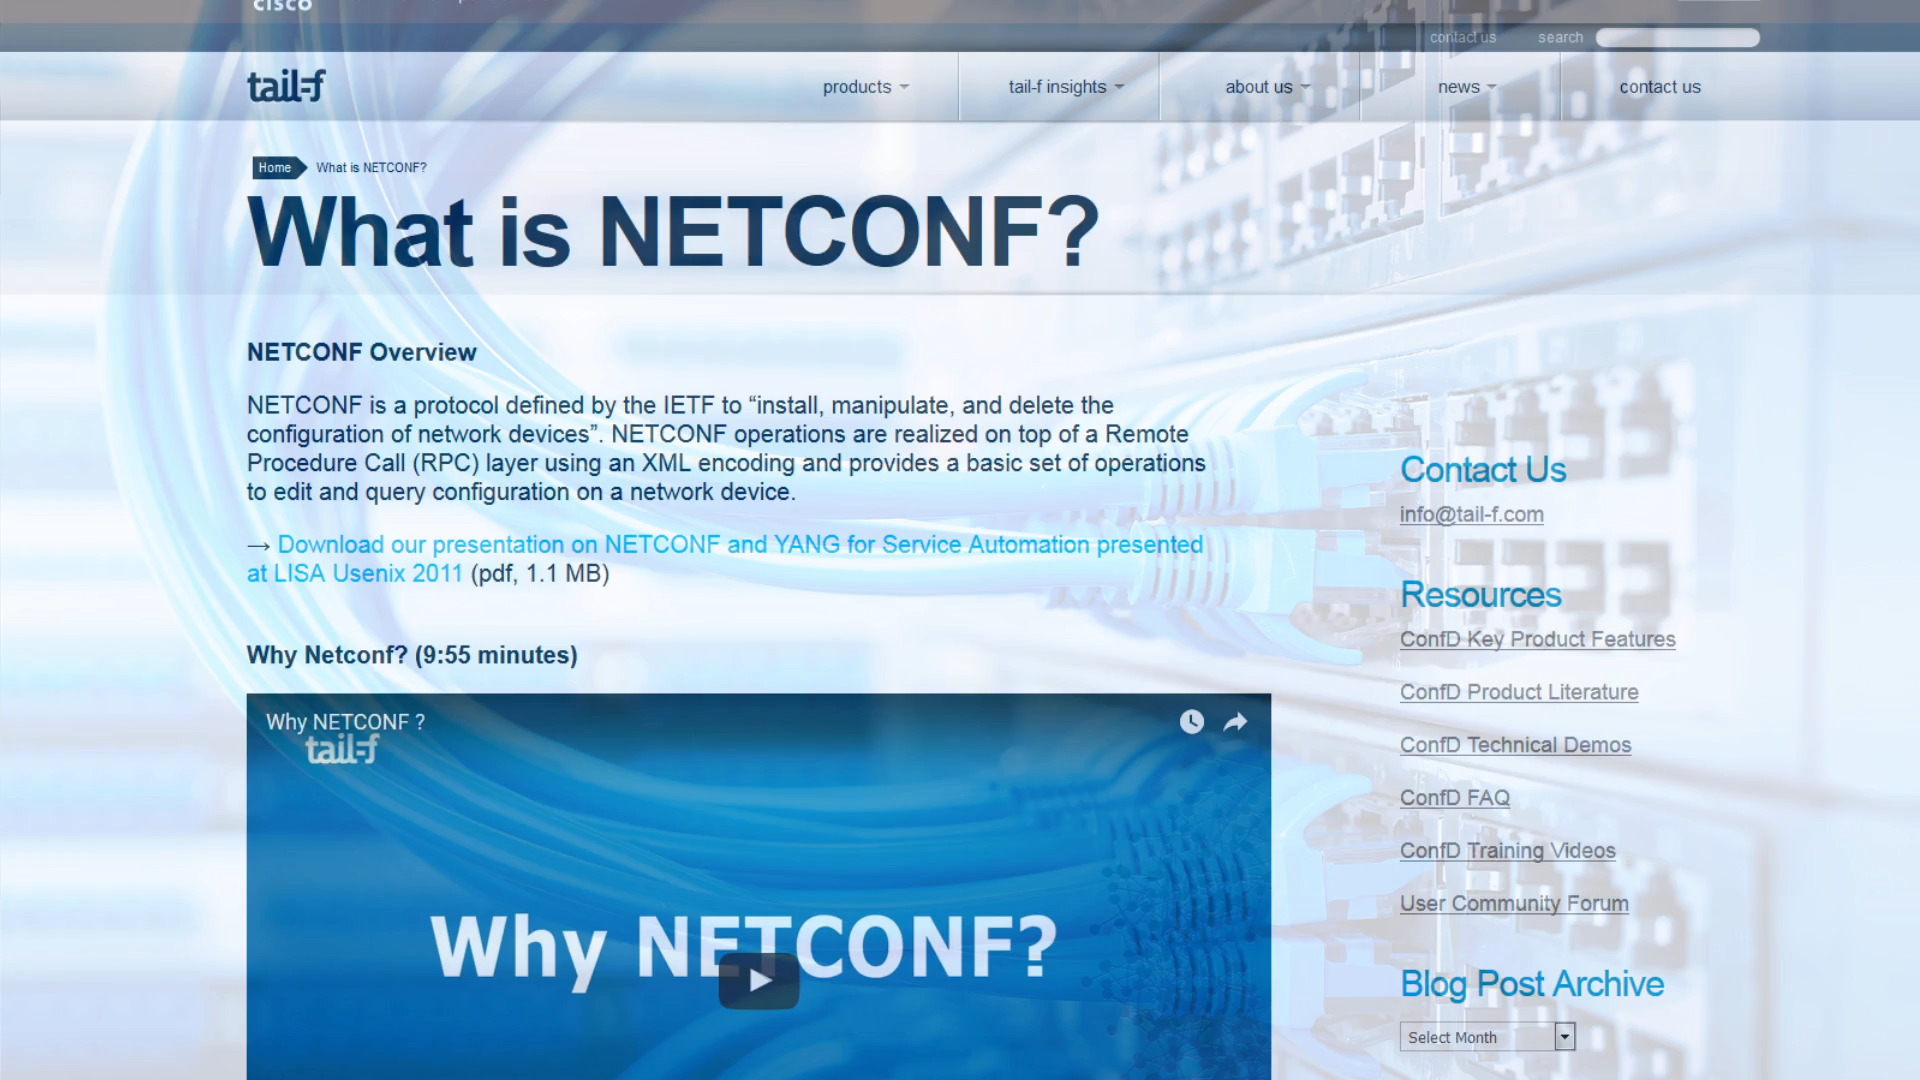 cisco
contact us search
tail-f products tail-f insights about us news contact us
Home What is NETCONF?
What is NETCONF?
NETCONF Overview
NETCONF is a protocol defined by the IETF to “install, manipulate, and delete the
configuration of network devices”. NETCONF operations are realized on top of a Remote
Procedure Call (RPC) layer using an XML encoding and provides a basic set of operations
to edit and query configuration on a network device.
→ Download our presentation on NETCONF and YANG for Service Automation presented
at LISA Usenix 2011 (pdf, 1.1 MB)
Why Netconf? (9:55 minutes)
Why NETCONF ?
tail-f
Why NETCONF?
Contact Us
info@tail-f.com
Resources
ConfD Key Product Features
ConfD Product Literature
ConfD Technical Demos
ConfD FAQ
ConfD Training Videos
User Community Forum
Blog Post Archive
Select Month